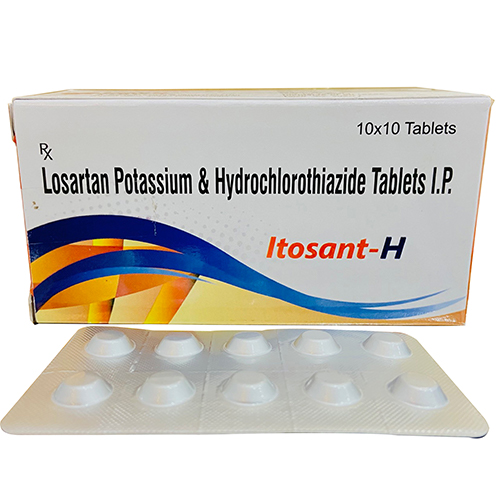 10x10 Tablets
Rx
Losartan Potassium & Hydrochlorothiazide Tablets I.P.
Itosant-H